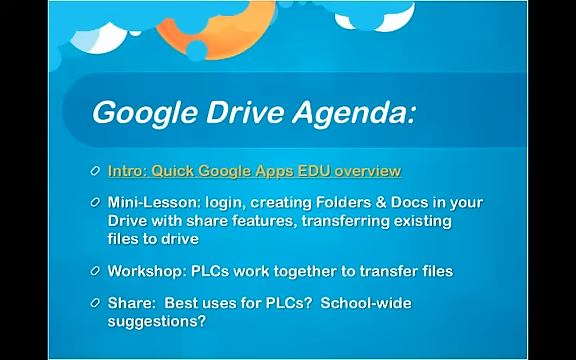 Google Drive Agenda:
Intro: Quick Google Apps EDU overview
Mini-Lesson: login, creating Folders & Docs in your
Drive with share features, transferring existing
files to drive
Workshop: PLCs work together to transfer files
Share:  Best uses for PLCs?  School-wide
suggestions?